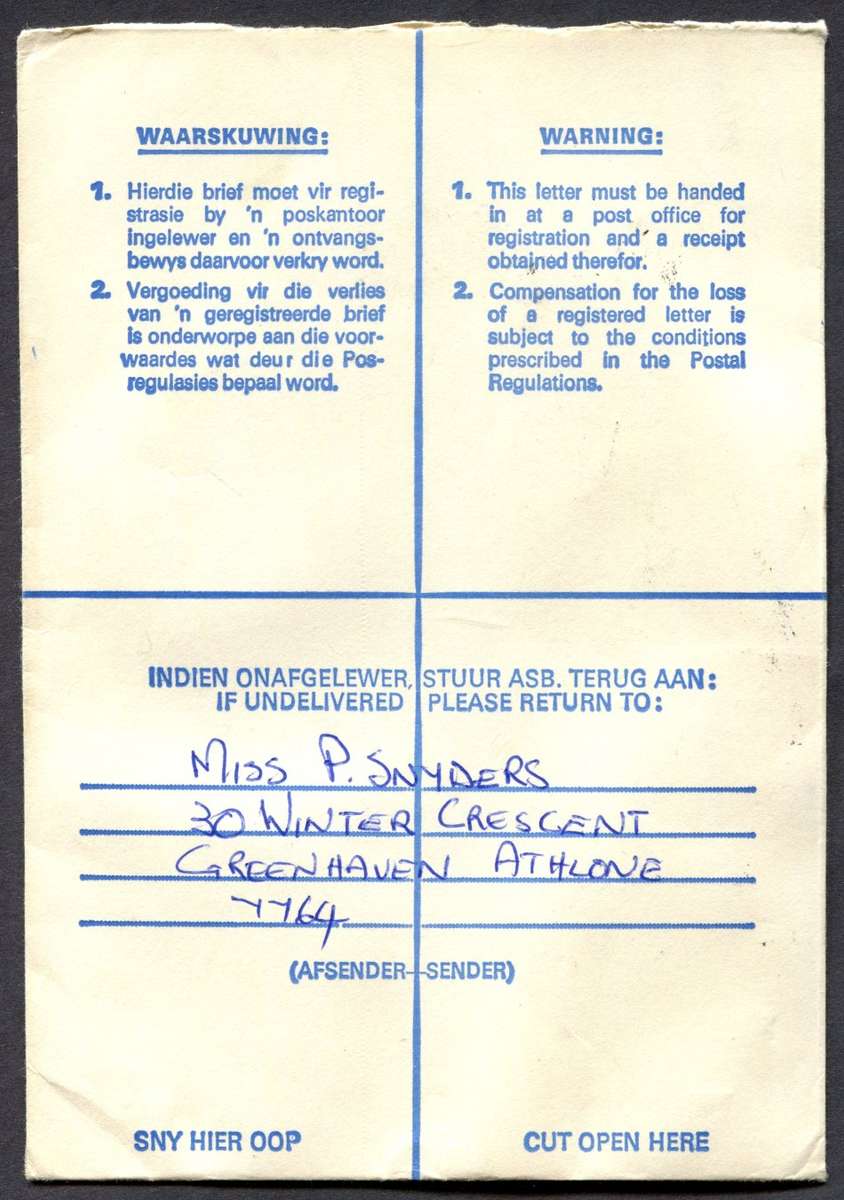 WAARSKUWING:
1. Hierdie brief moet vir regi-
strasie by 'n poskantoor
ingelewer en 'n ontvangs-
bewys daarvoor verkry word.
2. Vergoeding vir die verlies
van 'n geregistreerde brief
is onderworpe aan die voor-
waardes wat deur die Pos-
regulasies bepaal word.
WARNING:
1. This letter must be handed
in at a post office for
registration and a receipt
obtained therefor.
2. Compensation for the loss
of a registered letter is
subject to the conditions
prescribed in the Postal
Regulations.
INDIEN ONAFGELEWER, STUUR ASB. TERUG AAN:
IF UNDELIVERED PLEASE RETURN TO:
MISS P. SNYDERS
30 WINTER CRESCENT
GREENHAVEN ATHLONE
7764
(AFSENDER—SENDER)
SNY HIER OOP
CUT OPEN HERE